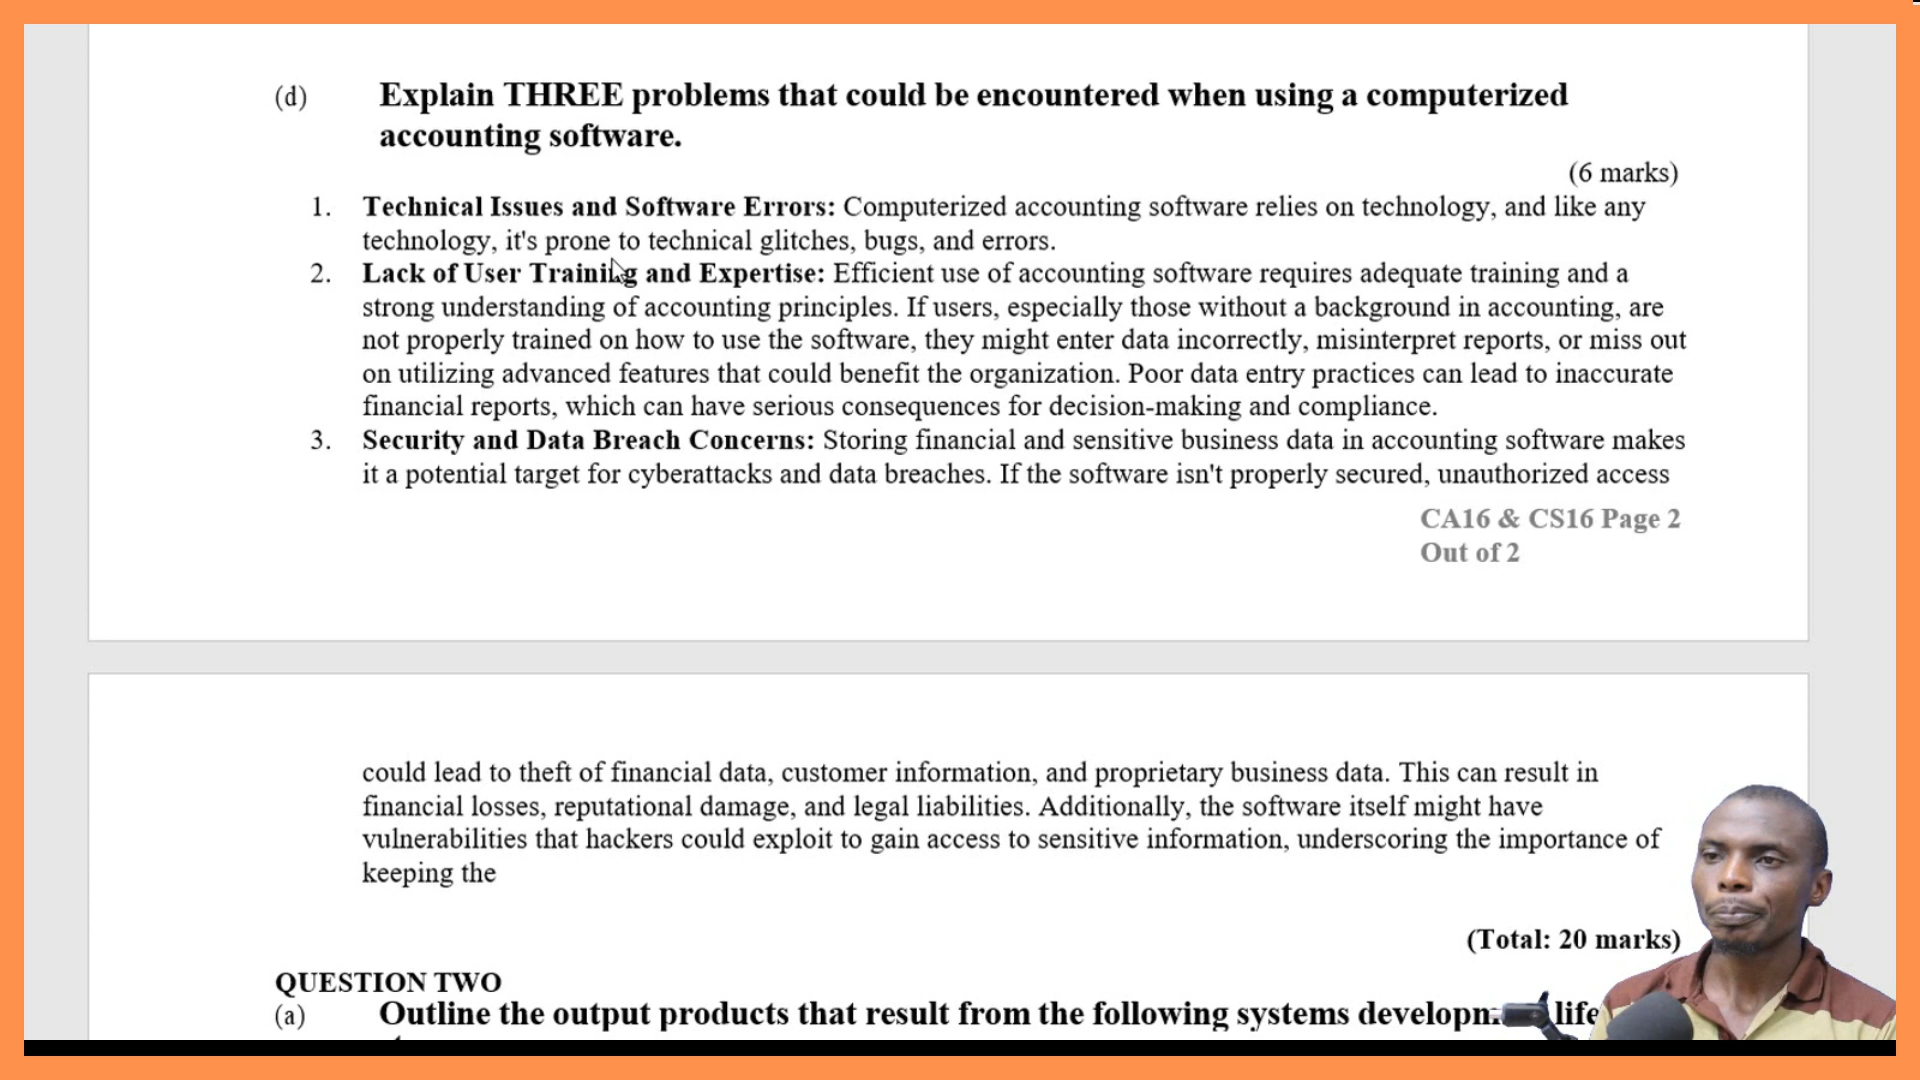 (d) Explain THREE problems that could be encountered when using a computerized
accounting software.
(6 marks)
1. Technical Issues and Software Errors: Computerized accounting software relies on technology, and like any
technology, it's prone to technical glitches, bugs, and errors.
2. Lack of User Training and Expertise: Efficient use of accounting software requires adequate training and a
strong understanding of accounting principles. If users, especially those without a background in accounting, are
not properly trained on how to use the software, they might enter data incorrectly, misinterpret reports, or miss out
on utilizing advanced features that could benefit the organization. Poor data entry practices can lead to inaccurate
financial reports, which can have serious consequences for decision-making and compliance.
3. Security and Data Breach Concerns: Storing financial and sensitive business data in accounting software makes
it a potential target for cyberattacks and data breaches. If the software isn't properly secured, unauthorized access
CA16 & CS16 Page 2
Out of 2
could lead to theft of financial data, customer information, and proprietary business data. This can result in
financial losses, reputational damage, and legal liabilities. Additionally, the software itself might have
vulnerabilities that hackers could exploit to gain access to sensitive information, underscoring the importance of
keeping the
(Total: 20 marks)
QUESTION TWO
(a) Outline the output products that result from the following systems life